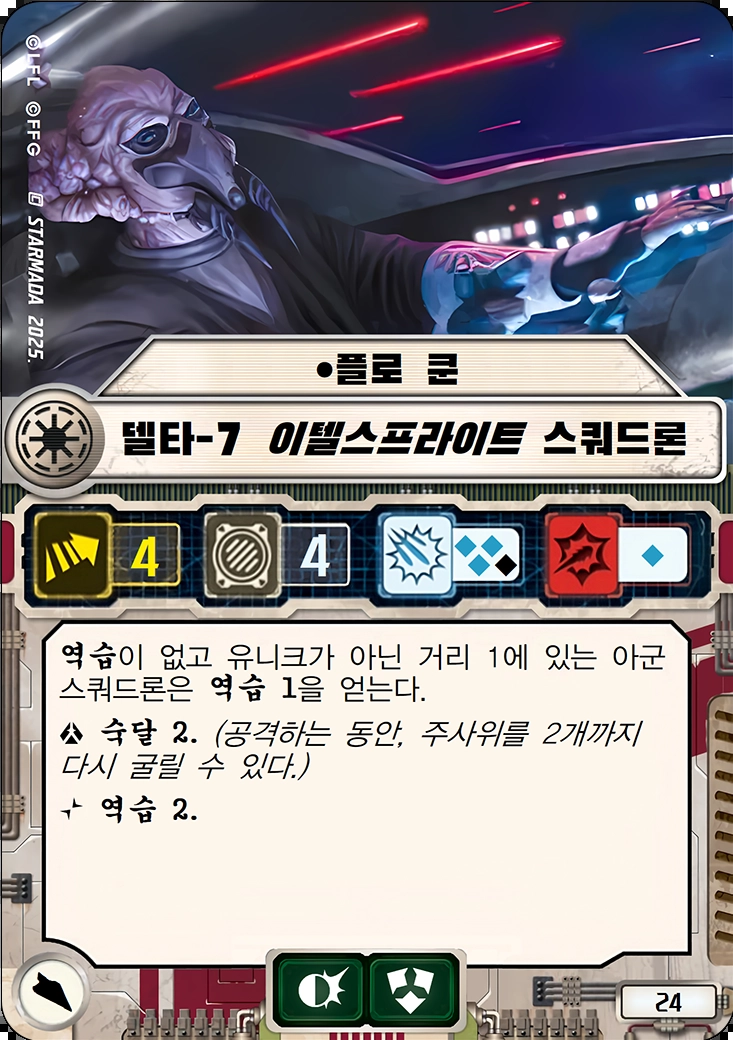 ©LFL ©FFG © STARMADA 2025.
•플로 쿤
델타-7 이텔스프라이트 스쿼드론
4 4
역습이 없고 유니크가 아닌 거리 1에 있는 아군
스쿼드론은 역습 1을 얻는다.
숙달 2. (공격하는 동안, 주사위를 2개까지
다시 굴릴 수 있다.)
역습 2.
24